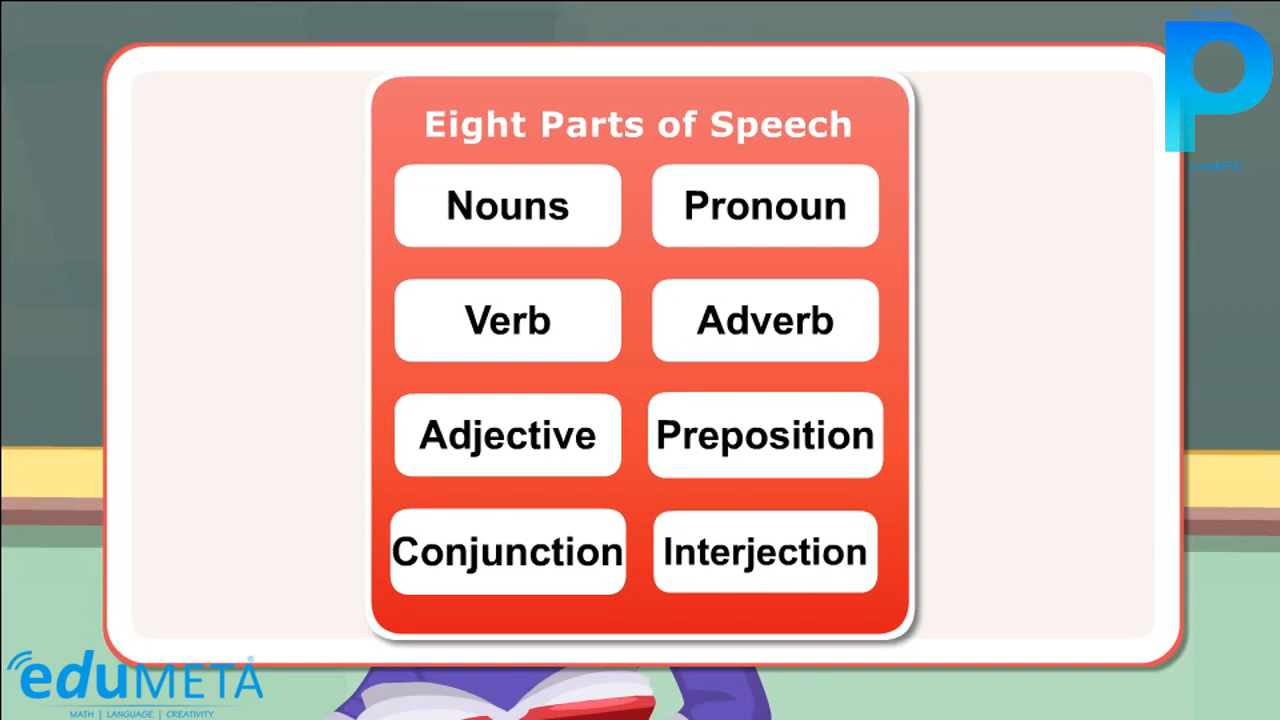 Eight Parts of Speech
Nouns
Pronoun
Verb
Adverb
Adjective
Preposition
Conjunction
Interjection
P
eduMETA®
MATH | LANGUAGE | CREATIVITY